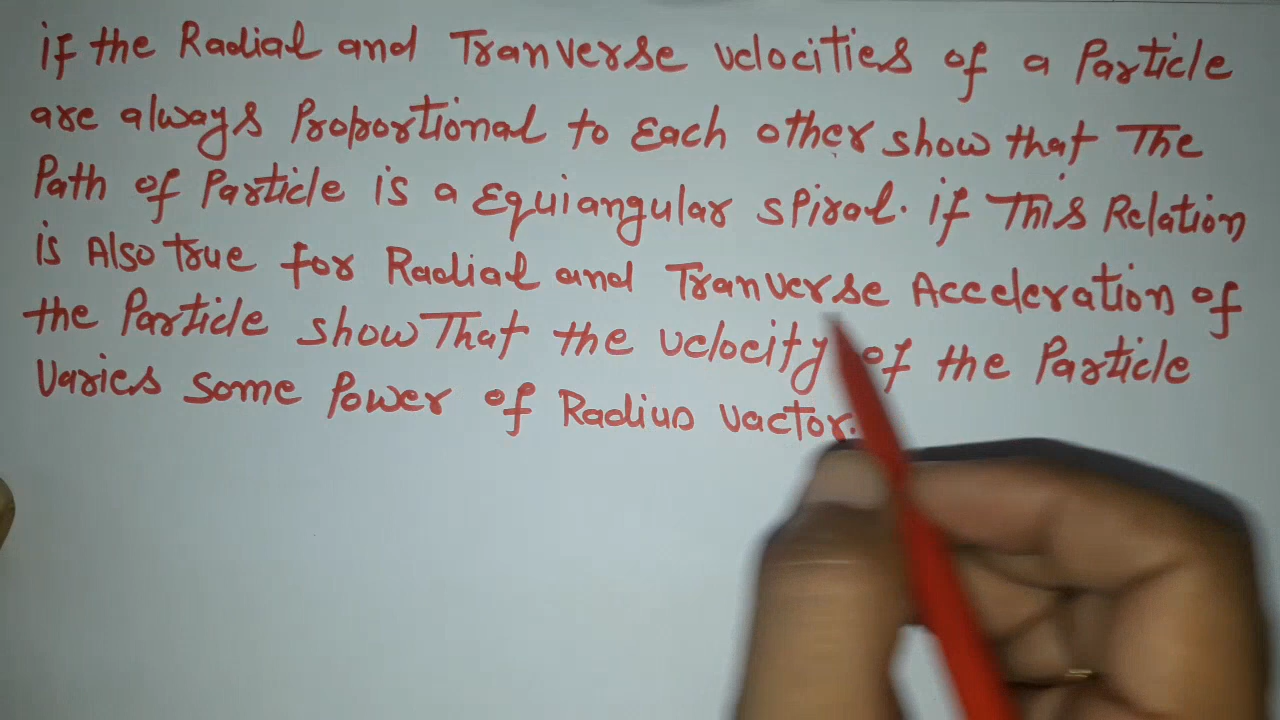 if the Radial and Tranverse velocities of a Particle
are always Proportional to Each other show that The
Path of Particle is a Equiangular spiral. if This Relation
is Also true for Radial and Tranverse Acceleration of
the Particle show That the velocity of the Particle
varies some Power of Radius vactor.